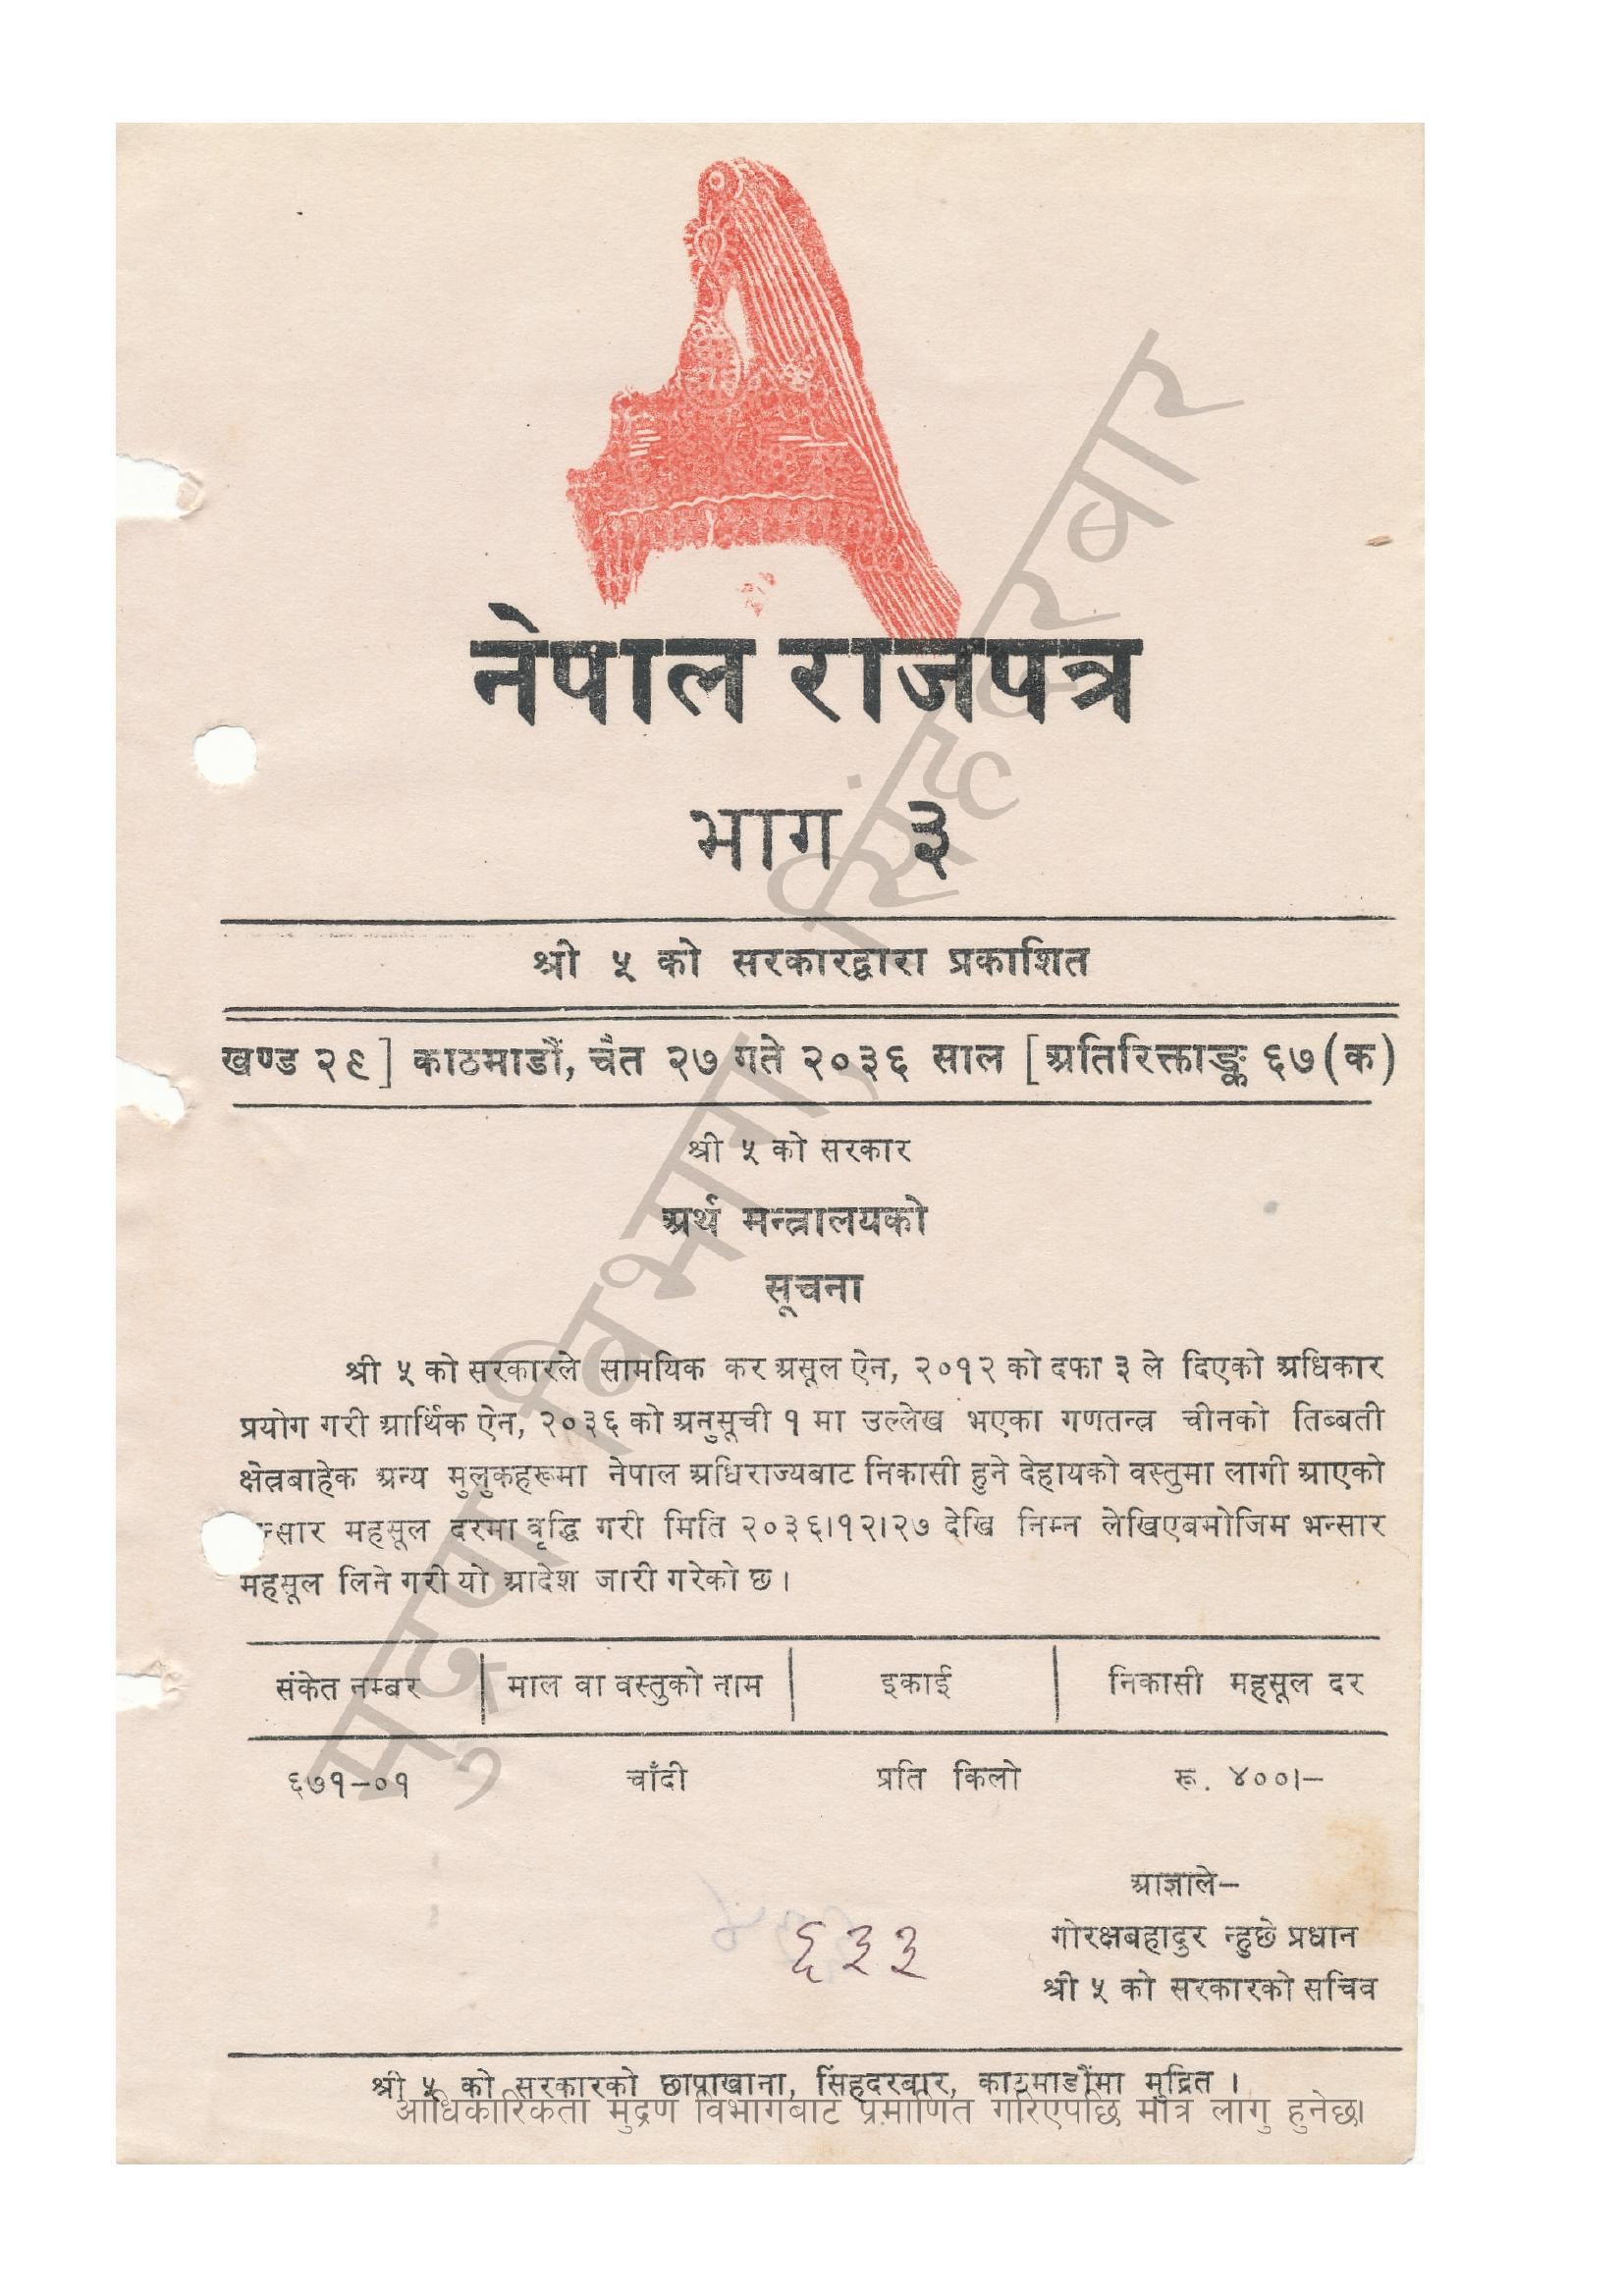 नेपाल राजपत्र
भाग ३
श्री ५ को सरकारद्वारा प्रकाशित
खण्ड २९] काठमाडौं, चैत २७ गते २०३६ साल [अतिरिक्ताङ्क ६७(क)
श्री ५ को सरकार
अर्थ मन्त्रालयको
सूचना
श्री ५ को सरकारले सामयिक कर असूल ऐन, २०१२ को दफा ३ ले दिएको अधिकार
प्रयोग गरी आर्थिक ऐन, २०३६ को अनुसूची १ मा उल्लेख भएका गणतन्त्र चीनको तिब्बती
क्षेत्रबाहेक अन्य मुलुकहरूमा नेपाल अधिराज्यबाट निकासी हुने देहायको वस्तुमा लागी आएको
न्सार महसूल दरमा वृद्धि गरी मिति २०३६।१२।२७ देखि निम्न लेखिएबमोजिम भन्सार
महसूल लिने गरी यो आदेश जारी गरेको छ।
संकेत नम्बर माल वा वस्तुको नाम इकाई निकासी महसूल दर
६७१–०१ चाँदी प्रति किलो रू. ४००।–
आज्ञाले–
गोरक्षबहादुर न्हुछे प्रधान
श्री ५ को सरकारको सचिव
६३३
श्री ५ को सरकारको छापाखाना, सिंहदरबार, काठमाडौंमा मुद्रित ।
आधिकारिकता मुद्रण विभागबाट प्रमाणित गरिएपछि मात्र लागु हुनेछ।
मुद्रण विभाग, सिंहदरबार